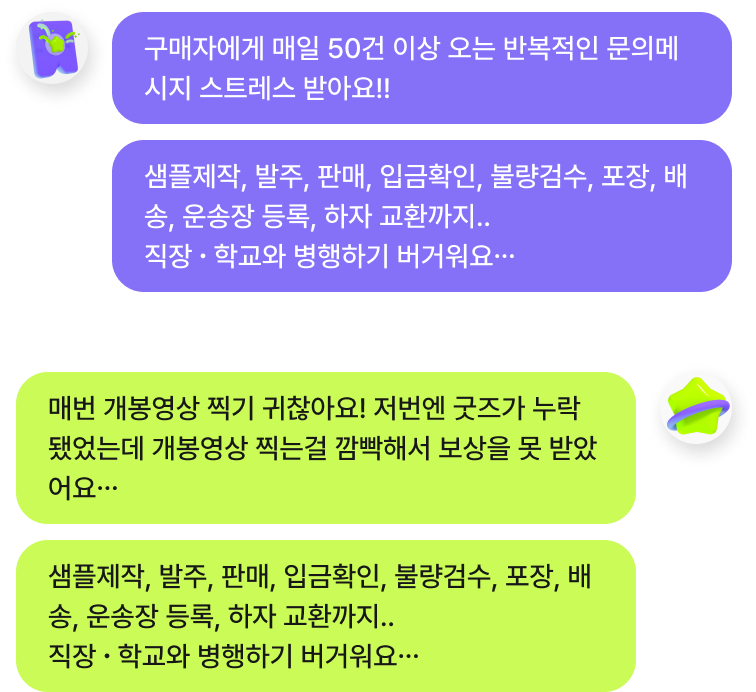 구매자에게 매일 50건 이상 오는 반복적인 문의메
시지 스트레스 받아요!!
샘플제작, 발주, 판매, 입금확인, 불량검수, 포장, 배
송, 운송장 등록, 하자 교환까지..
직장 · 학교와 병행하기 버거워요···
매번 개봉영상 찍기 귀찮아요! 저번엔 굿즈가 누락
됐었는데 개봉영상 찍는걸 깜빡해서 보상을 못 받았
어요···
샘플제작, 발주, 판매, 입금확인, 불량검수, 포장, 배
송, 운송장 등록, 하자 교환까지..
직장 · 학교와 병행하기 버거워요···